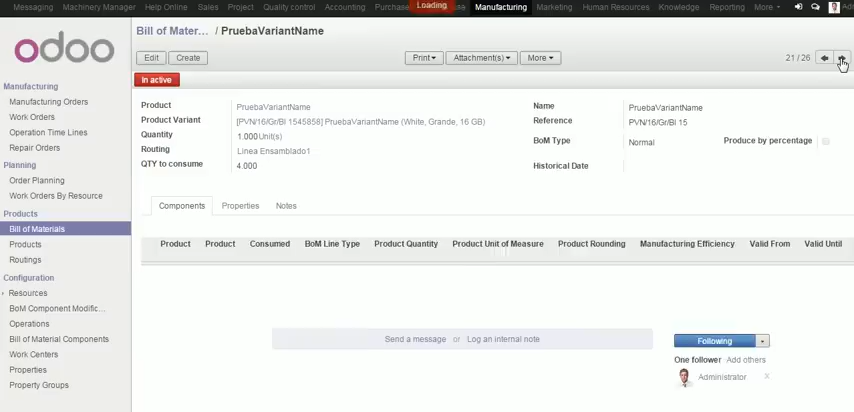 Messaging Machinery Manager Help Online Sales Project Quality control Accounting Purchase Loading Manufacturing Marketing Human Resources Knowledge Reporting More
odoo
Bill of Mater... / PruebaVariantName
Edit Create Print Attachment(s) More 21 / 26
In active
Manufacturing
Manufacturing Orders
Work Orders
Operation Time Lines
Repair Orders
Planning
Order Planning
Work Orders By Resource
Products
Bill of Materials
Products
Routings
Configuration
Resources
BoM Component Modific...
Operations
Bill of Material Components
Work Centers
Properties
Property Groups
Product PruebaVariantName
Product Variant [PVN/16/Gr/Bl 1545858] PruebaVariantName (White, Grande, 16 GB)
Quantity 1.000 Unit(s)
Routing Linea Ensamblado1
QTY to consume 4.000
Name PruebaVariantName
Reference PVN/16/Gr/Bl 15
BoM Type Normal Produce by percentage
Historical Date
Components Properties Notes
Product Product Consumed BoM Line Type Product Quantity Product Unit of Measure Product Rounding Manufacturing Efficiency Valid From Valid Until
Send a message or Log an internal note
Following
One follower Add others
Administrator X